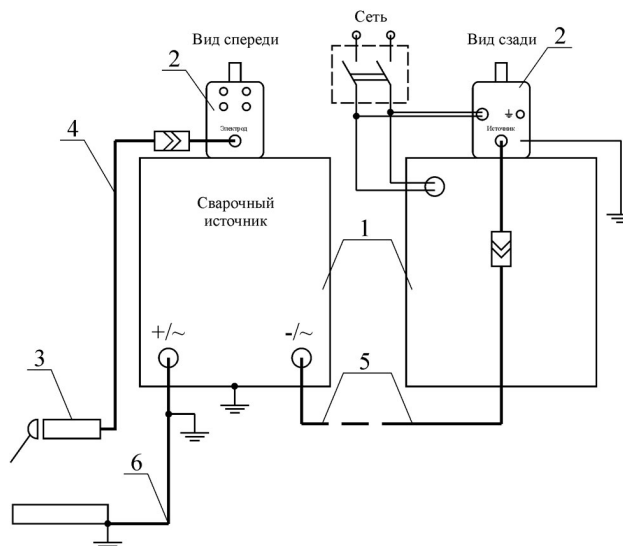 Сеть
Вид спереди
Вид сзади
2
2
4
Электрод
Источник
Сварочный
источник
1
+/~
-/~
3
5
6